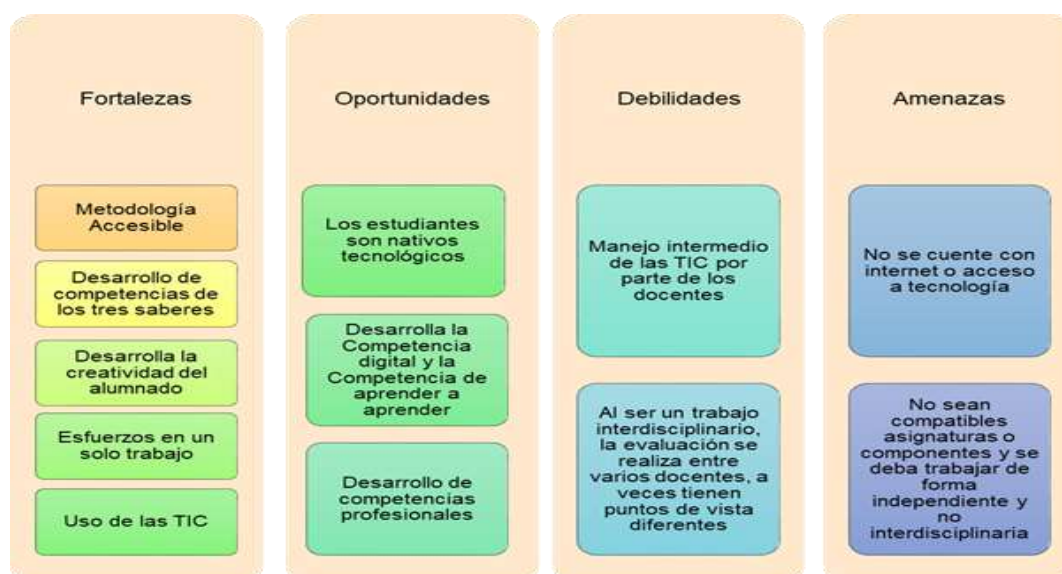 Fortalezas
Metodología
Accesible
Desarrollo de
competencias de
los tres saberes
Desarrolla la
creatividad del
alumnado
Esfuerzos en un
solo trabajo
Uso de las TIC
Oportunidades
Los estudiantes
son nativos
tecnológicos
Desarrolla la
Competencia
digital y la
Competencia de
aprender a
aprender
Desarrollo de
competencias
profesionales
Debilidades
Manejo intermedio
de las TIC por
parte de los
docentes
Al ser un trabajo
interdisciplinario,
la evaluación se
realiza entre
varios docentes, a
veces tienen
puntos de vista
diferentes
Amenazas
No se cuente con
internet o acceso
a tecnología
No sean
compatibles
asignaturas o
componentes y se
deba trabajar de
forma
independiente y
no
interdisciplinaria